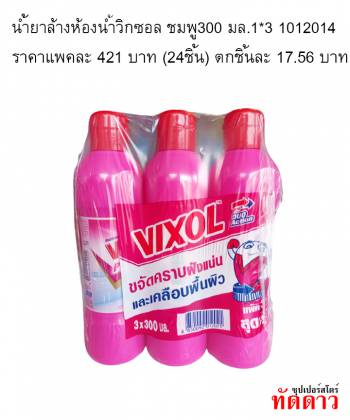 น้ำยาล้างห้องน้ำวิกซอล ชมพู300 มล.1*3 1012014
ราคาแพคละ 421 บาท (24ชิ้น) ตกชิ้นละ 17.56 บาท
VIXOL
ขจัดคราบฝังแน่น
และเคลือบพื้นผิว
3x300 มล.
ซุปเปอร์สโตร์
ทัดดาว